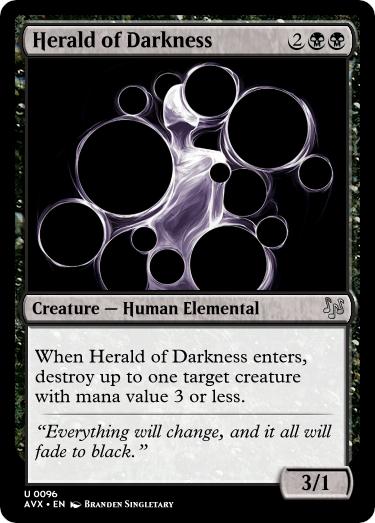 Herald of Darkness 2
Creature — Human Elemental
When Herald of Darkness enters,
destroy up to one target creature
with mana value 3 or less.
“Everything will change, and it all will
fade to black.”
3/1
U 0096
AVX • EN Branden Singletary